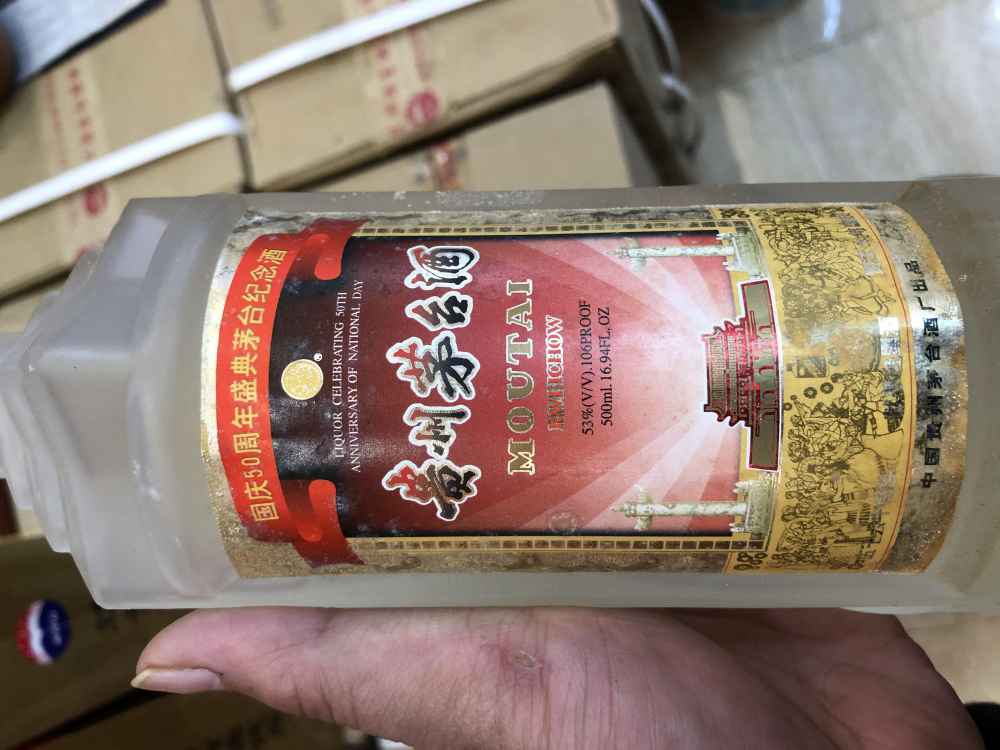 国庆50周年盛典茅台纪念酒
®
LIQUOR CELEBRATING 50TH
ANNIVERSARY OF NATIONAL DAY
贵州茅台酒
MOUTAI
53%(V/V).106PROOF
500mL 16.94FL. OZ
中国贵州茅台酒厂出品